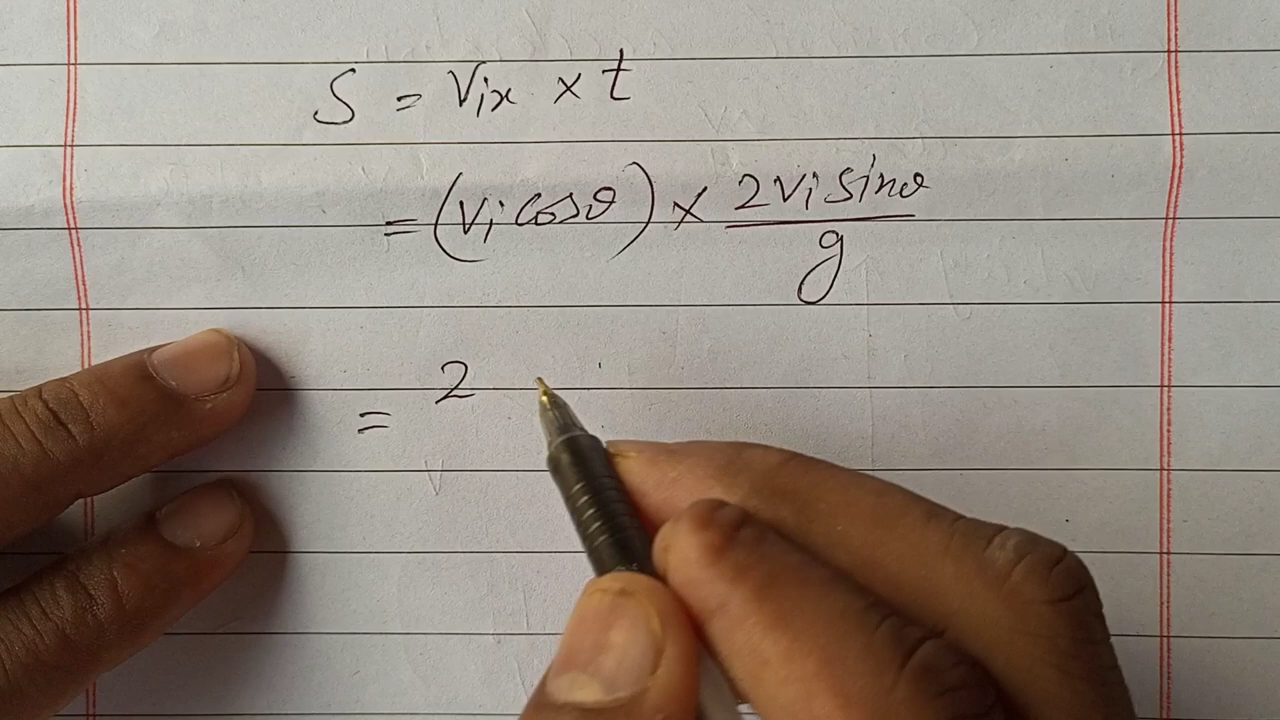 S = Vix × t
= (Vi cosθ) × 2Vi sinθ / g
= 2